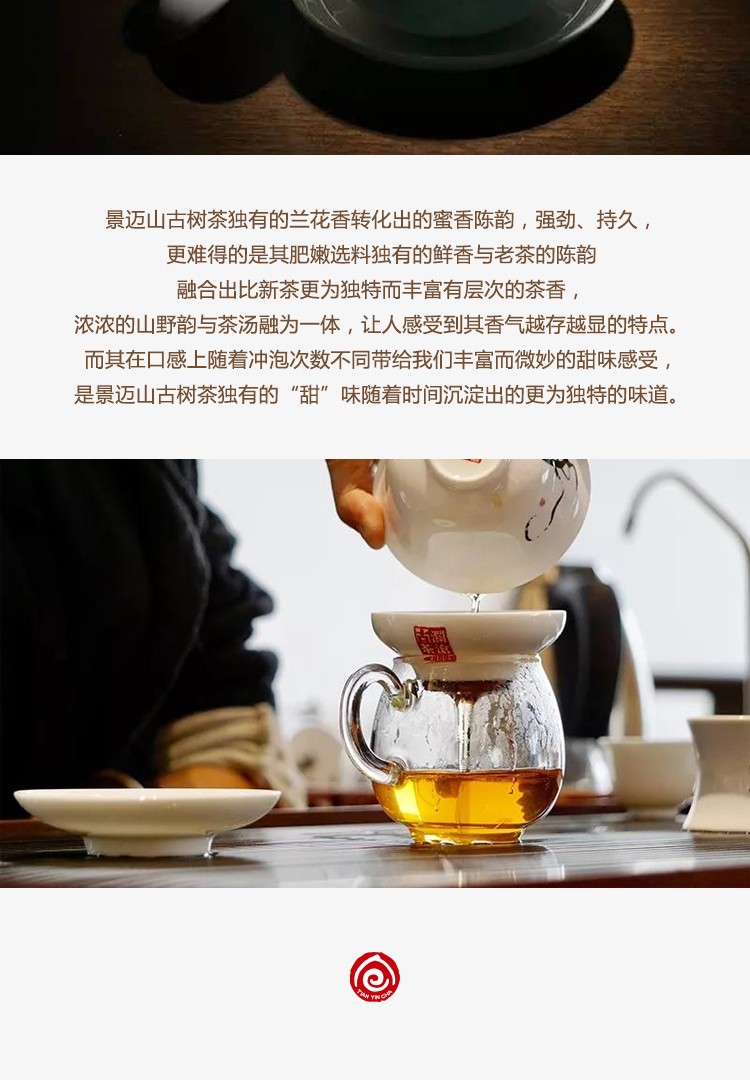 景迈山古树茶独有的兰花香转化出的蜜香陈韵，强劲、持久，
更难得的是其肥嫩选料独有的鲜香与老茶的陈韵
融合出比新茶更为独特而丰富有层次的茶香，
浓浓的山野韵与茶汤融为一体，让人感受到其香气越存越显的特点。
而其在口感上随着冲泡次数不同带给我们丰富而微妙的甜味感受，
是景迈山古树茶独有的“甜”味随着时间沉淀出的更为独特的味道。
古茶
TIAN YIN CHA